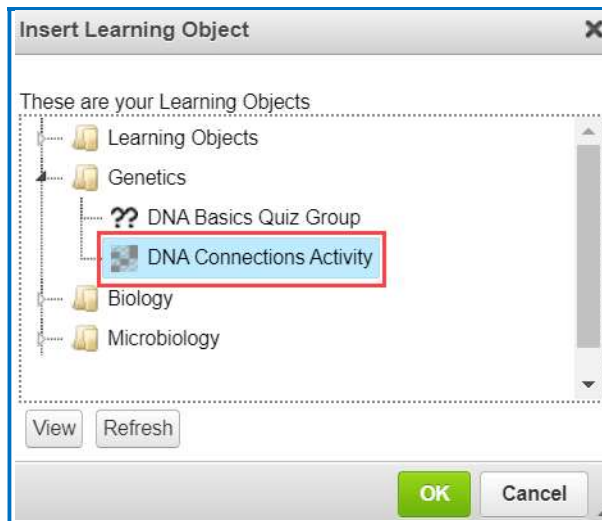 Insert Learning Object
These are your Learning Objects
Learning Objects
Genetics
?? DNA Basics Quiz Group
DNA Connections Activity
Biology
Microbiology
View Refresh
OK Cancel